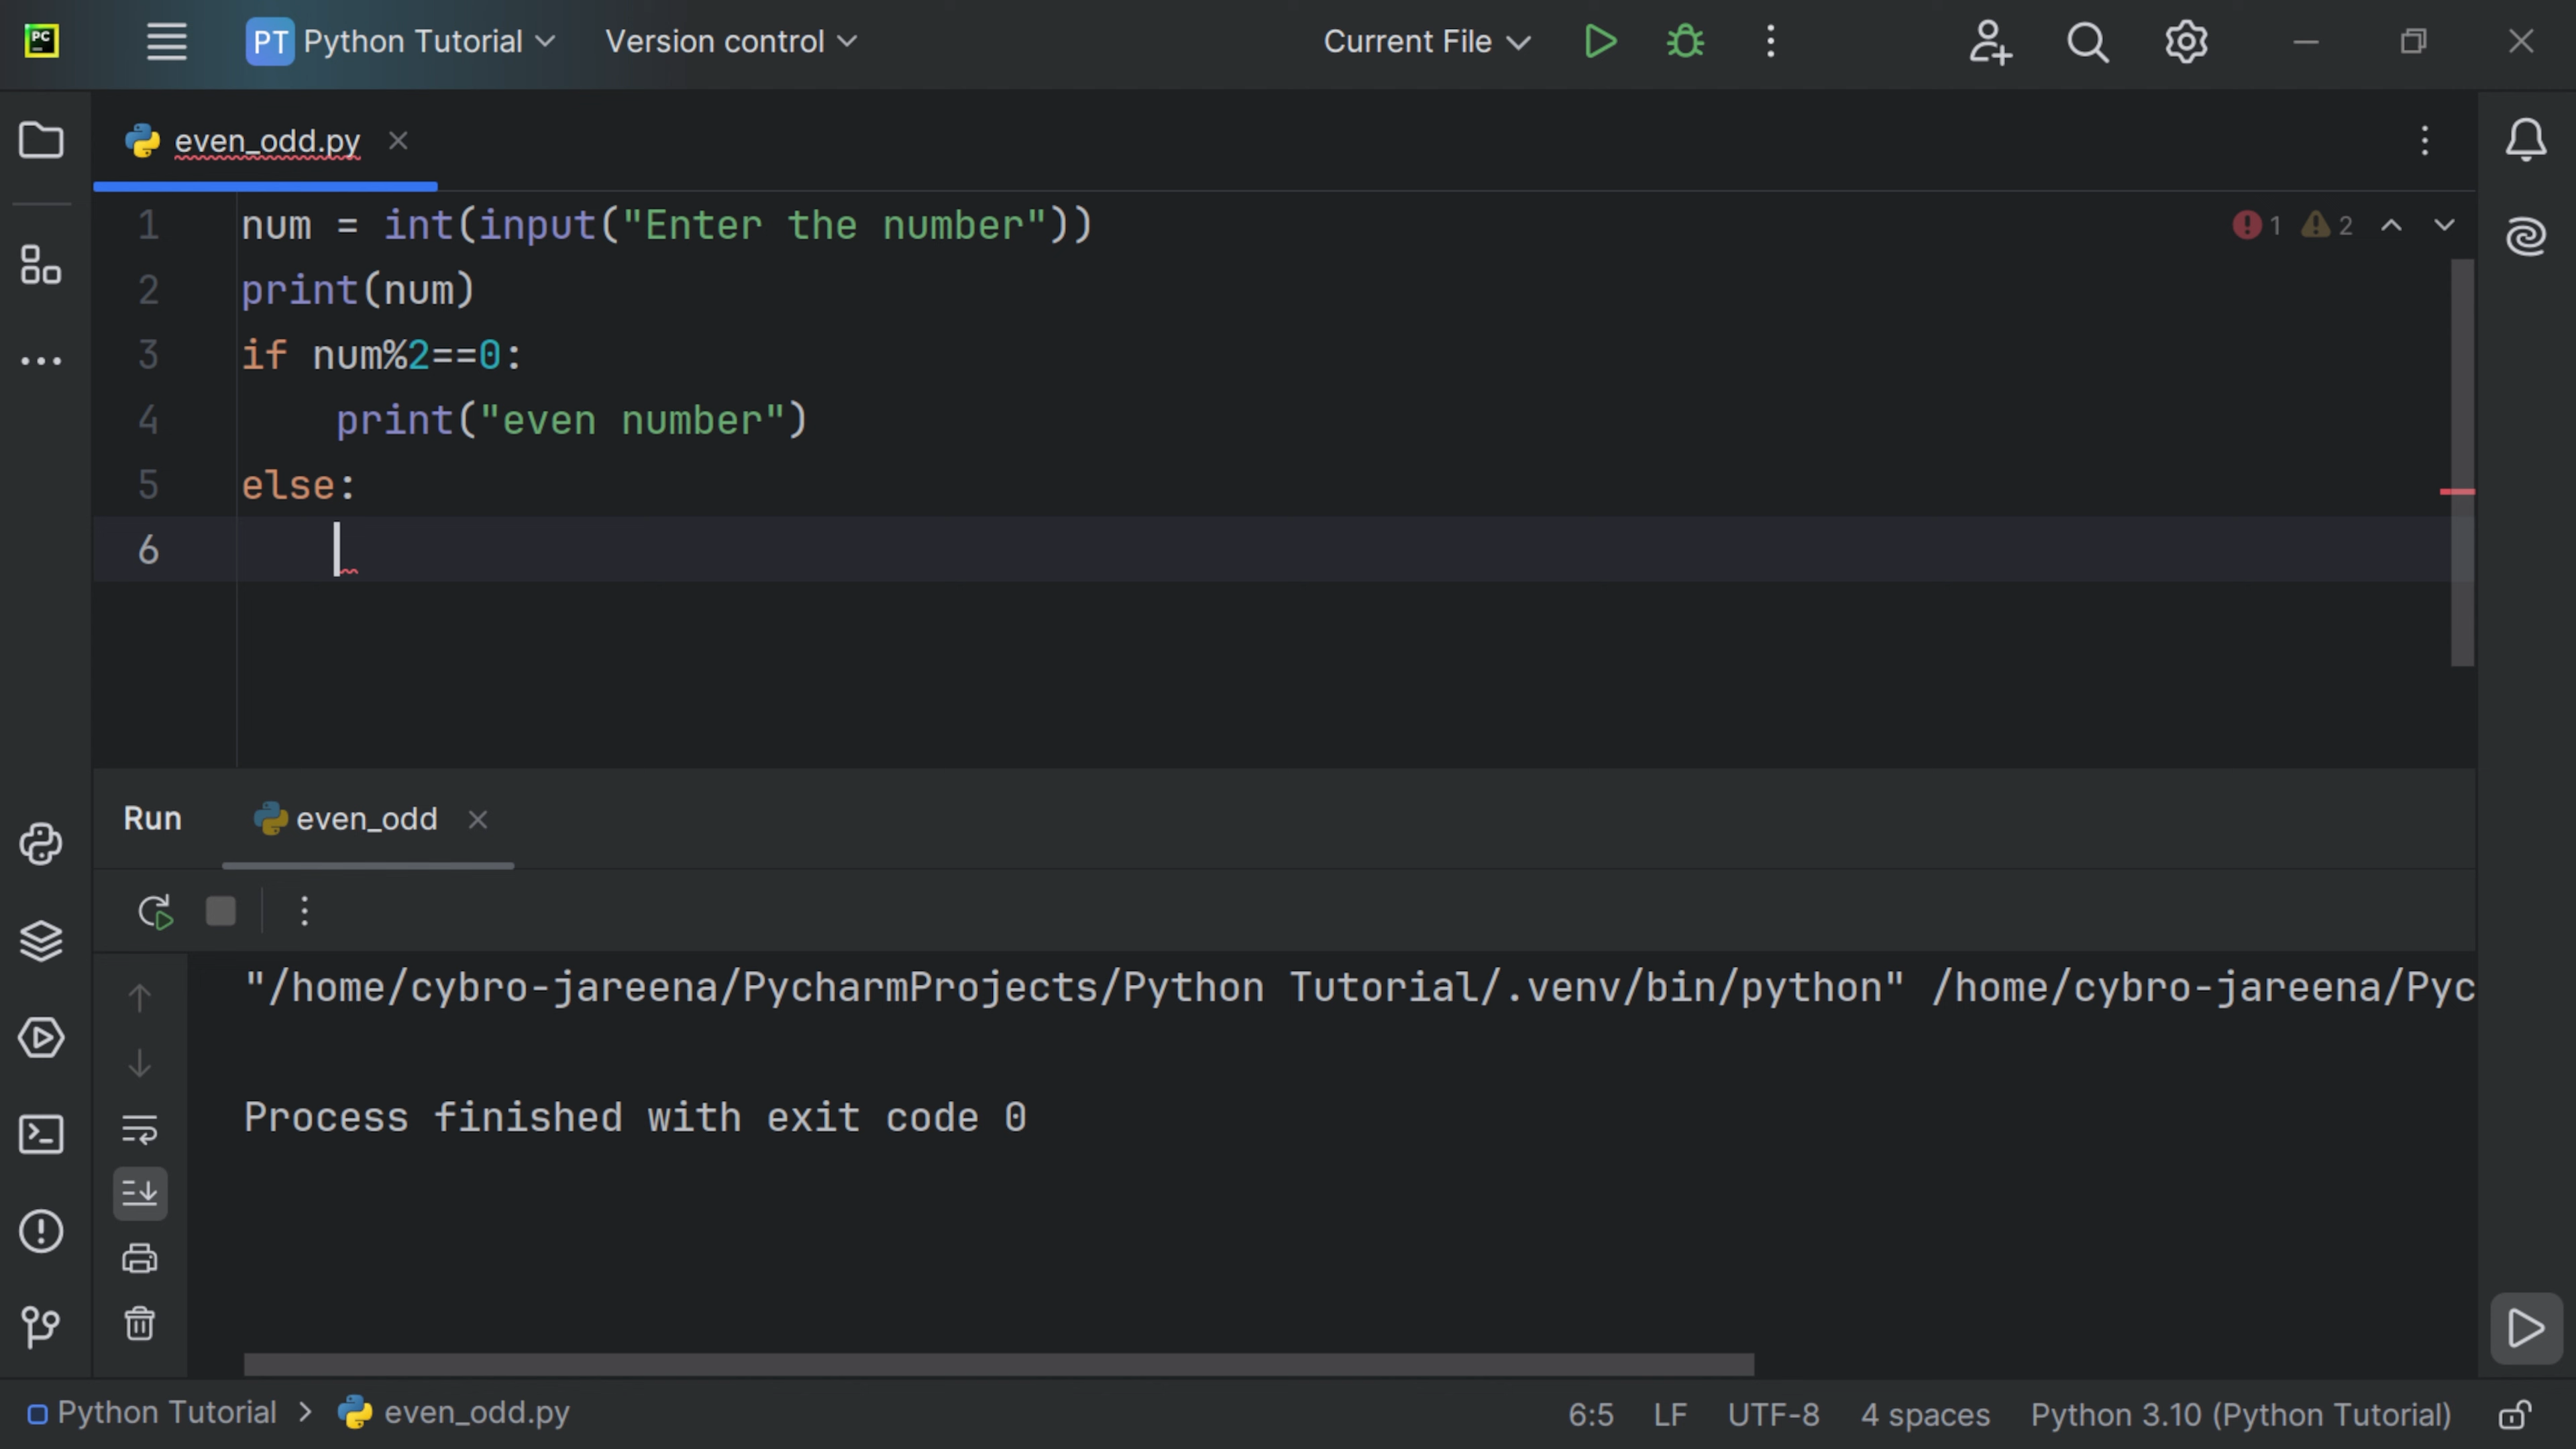 PC
PT Python Tutorial Version control Current File
even_odd.py
1 num = int(input("Enter the number")) 1 2
2 print(num)
3 if num%2==0:
4     print("even number")
5 else:
6
Run even_odd
"/home/cybro-jareena/PycharmProjects/Python Tutorial/.venv/bin/python" /home/cybro-jareena/Pyc
Process finished with exit code 0
Python Tutorial > even_odd.py 6:5 LF UTF-8 4 spaces Python 3.10 (Python Tutorial)